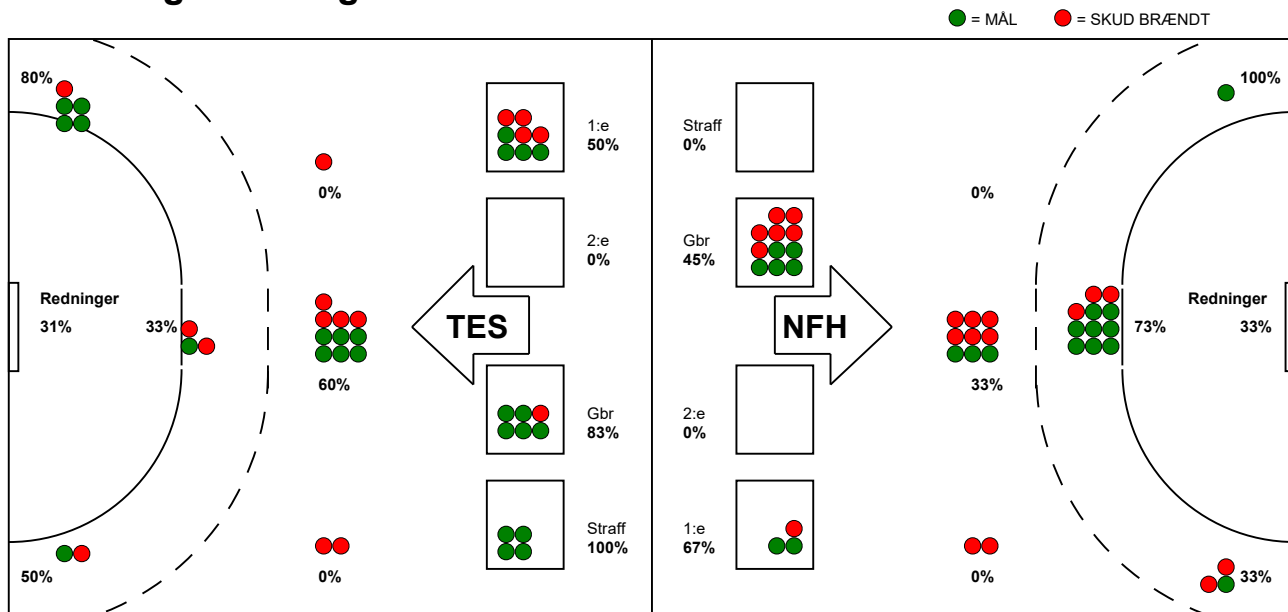 = MÅL = SKUD BRÆNDT
80% 100%
1:e
50%
Straff
0%
0% 0%
2:e
0%
Gbr
45%
Redninger
31%
33%
TES
NFH
73%
Redninger
33%
60% 33%
Gbr
83%
2:e
0%
Straff
100%
1:e
67%
50% 0% 0% 33%